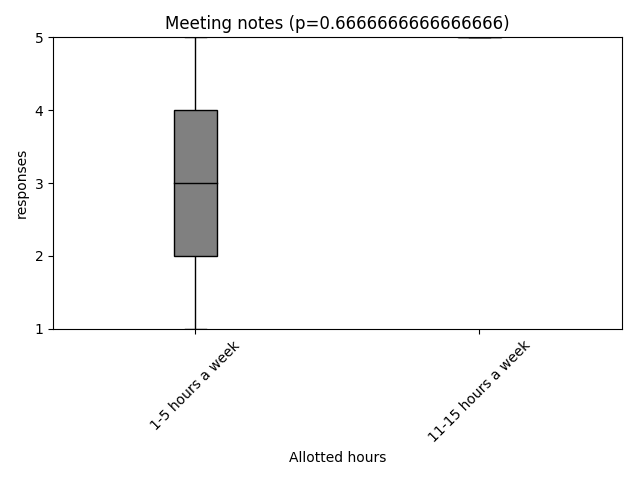 Meeting notes (p=0.6666666666666666)
5
4
3
2
1
responses
1-5 hours a week
11-15 hours a week
Allotted hours